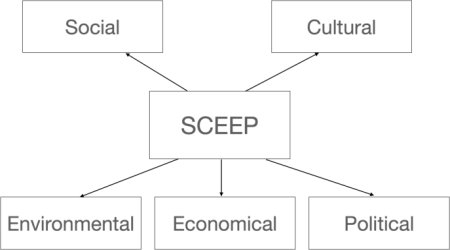 Social
Cultural
SCEEP
Environmental
Economical
Political